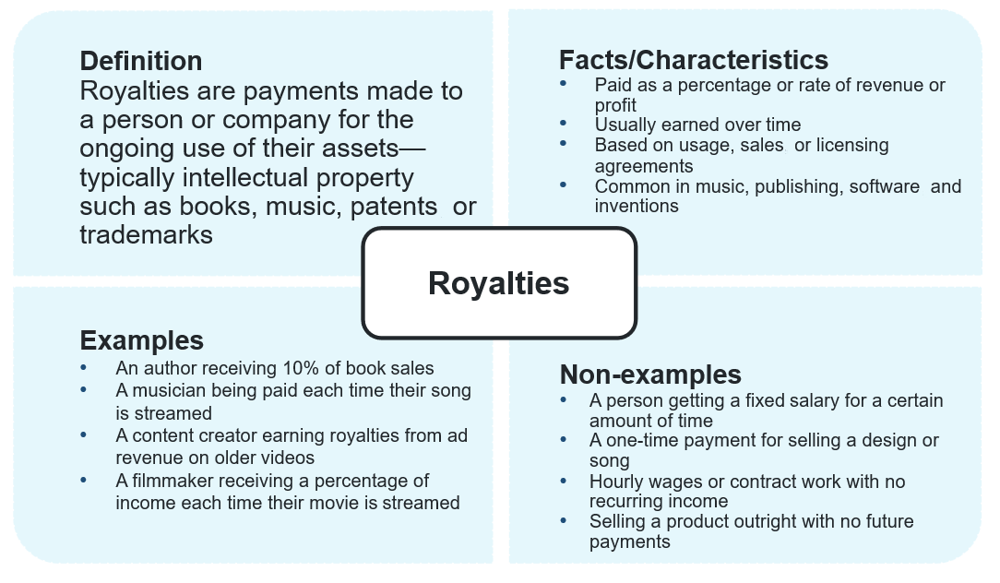 Definition
Royalties are payments made to
a person or company for the
ongoing use of their assets—
typically intellectual property
such as books, music, patents  or
trademarks
Facts/Characteristics
• Paid as a percentage or rate of revenue or
profit
• Usually earned over time
• Based on usage, sales  or licensing
agreements
• Common in music, publishing, software  and
inventions
Royalties
Examples
• An author receiving 10% of book sales
• A musician being paid each time their song
is streamed
• A content creator earning royalties from ad
revenue on older videos
• A filmmaker receiving a percentage of
income each time their movie is streamed
Non-examples
• A person getting a fixed salary for a certain
amount of time
• A one-time payment for selling a design or
song
• Hourly wages or contract work with no
recurring income
• Selling a product outright with no future
payments